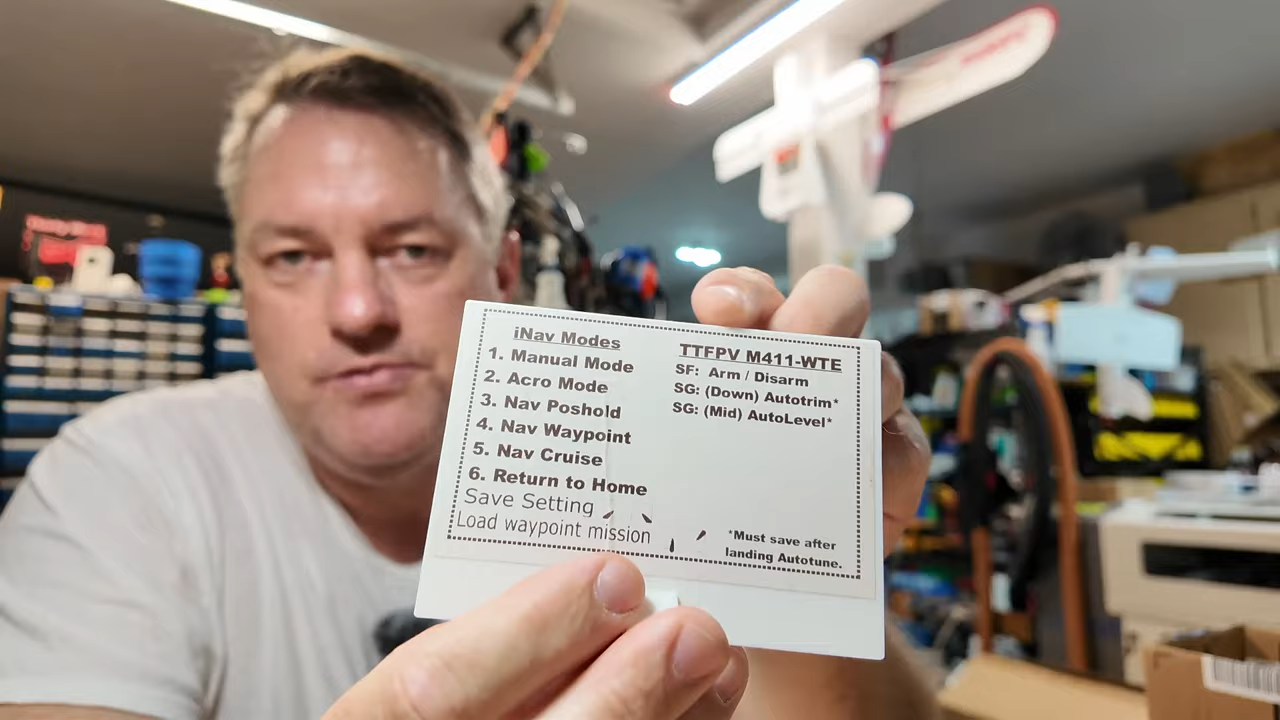 iNav Modes
1. Manual Mode
2. Acro Mode
3. Nav Poshold
4. Nav Waypoint
5. Nav Cruise
6. Return to Home
Save Setting
Load waypoint mission
TTFPV M411-WTE
SF: Arm / Disarm
SG: (Down) Autotrim*
SG: (Mid) AutoLevel*
*Must save after
landing Autotune.